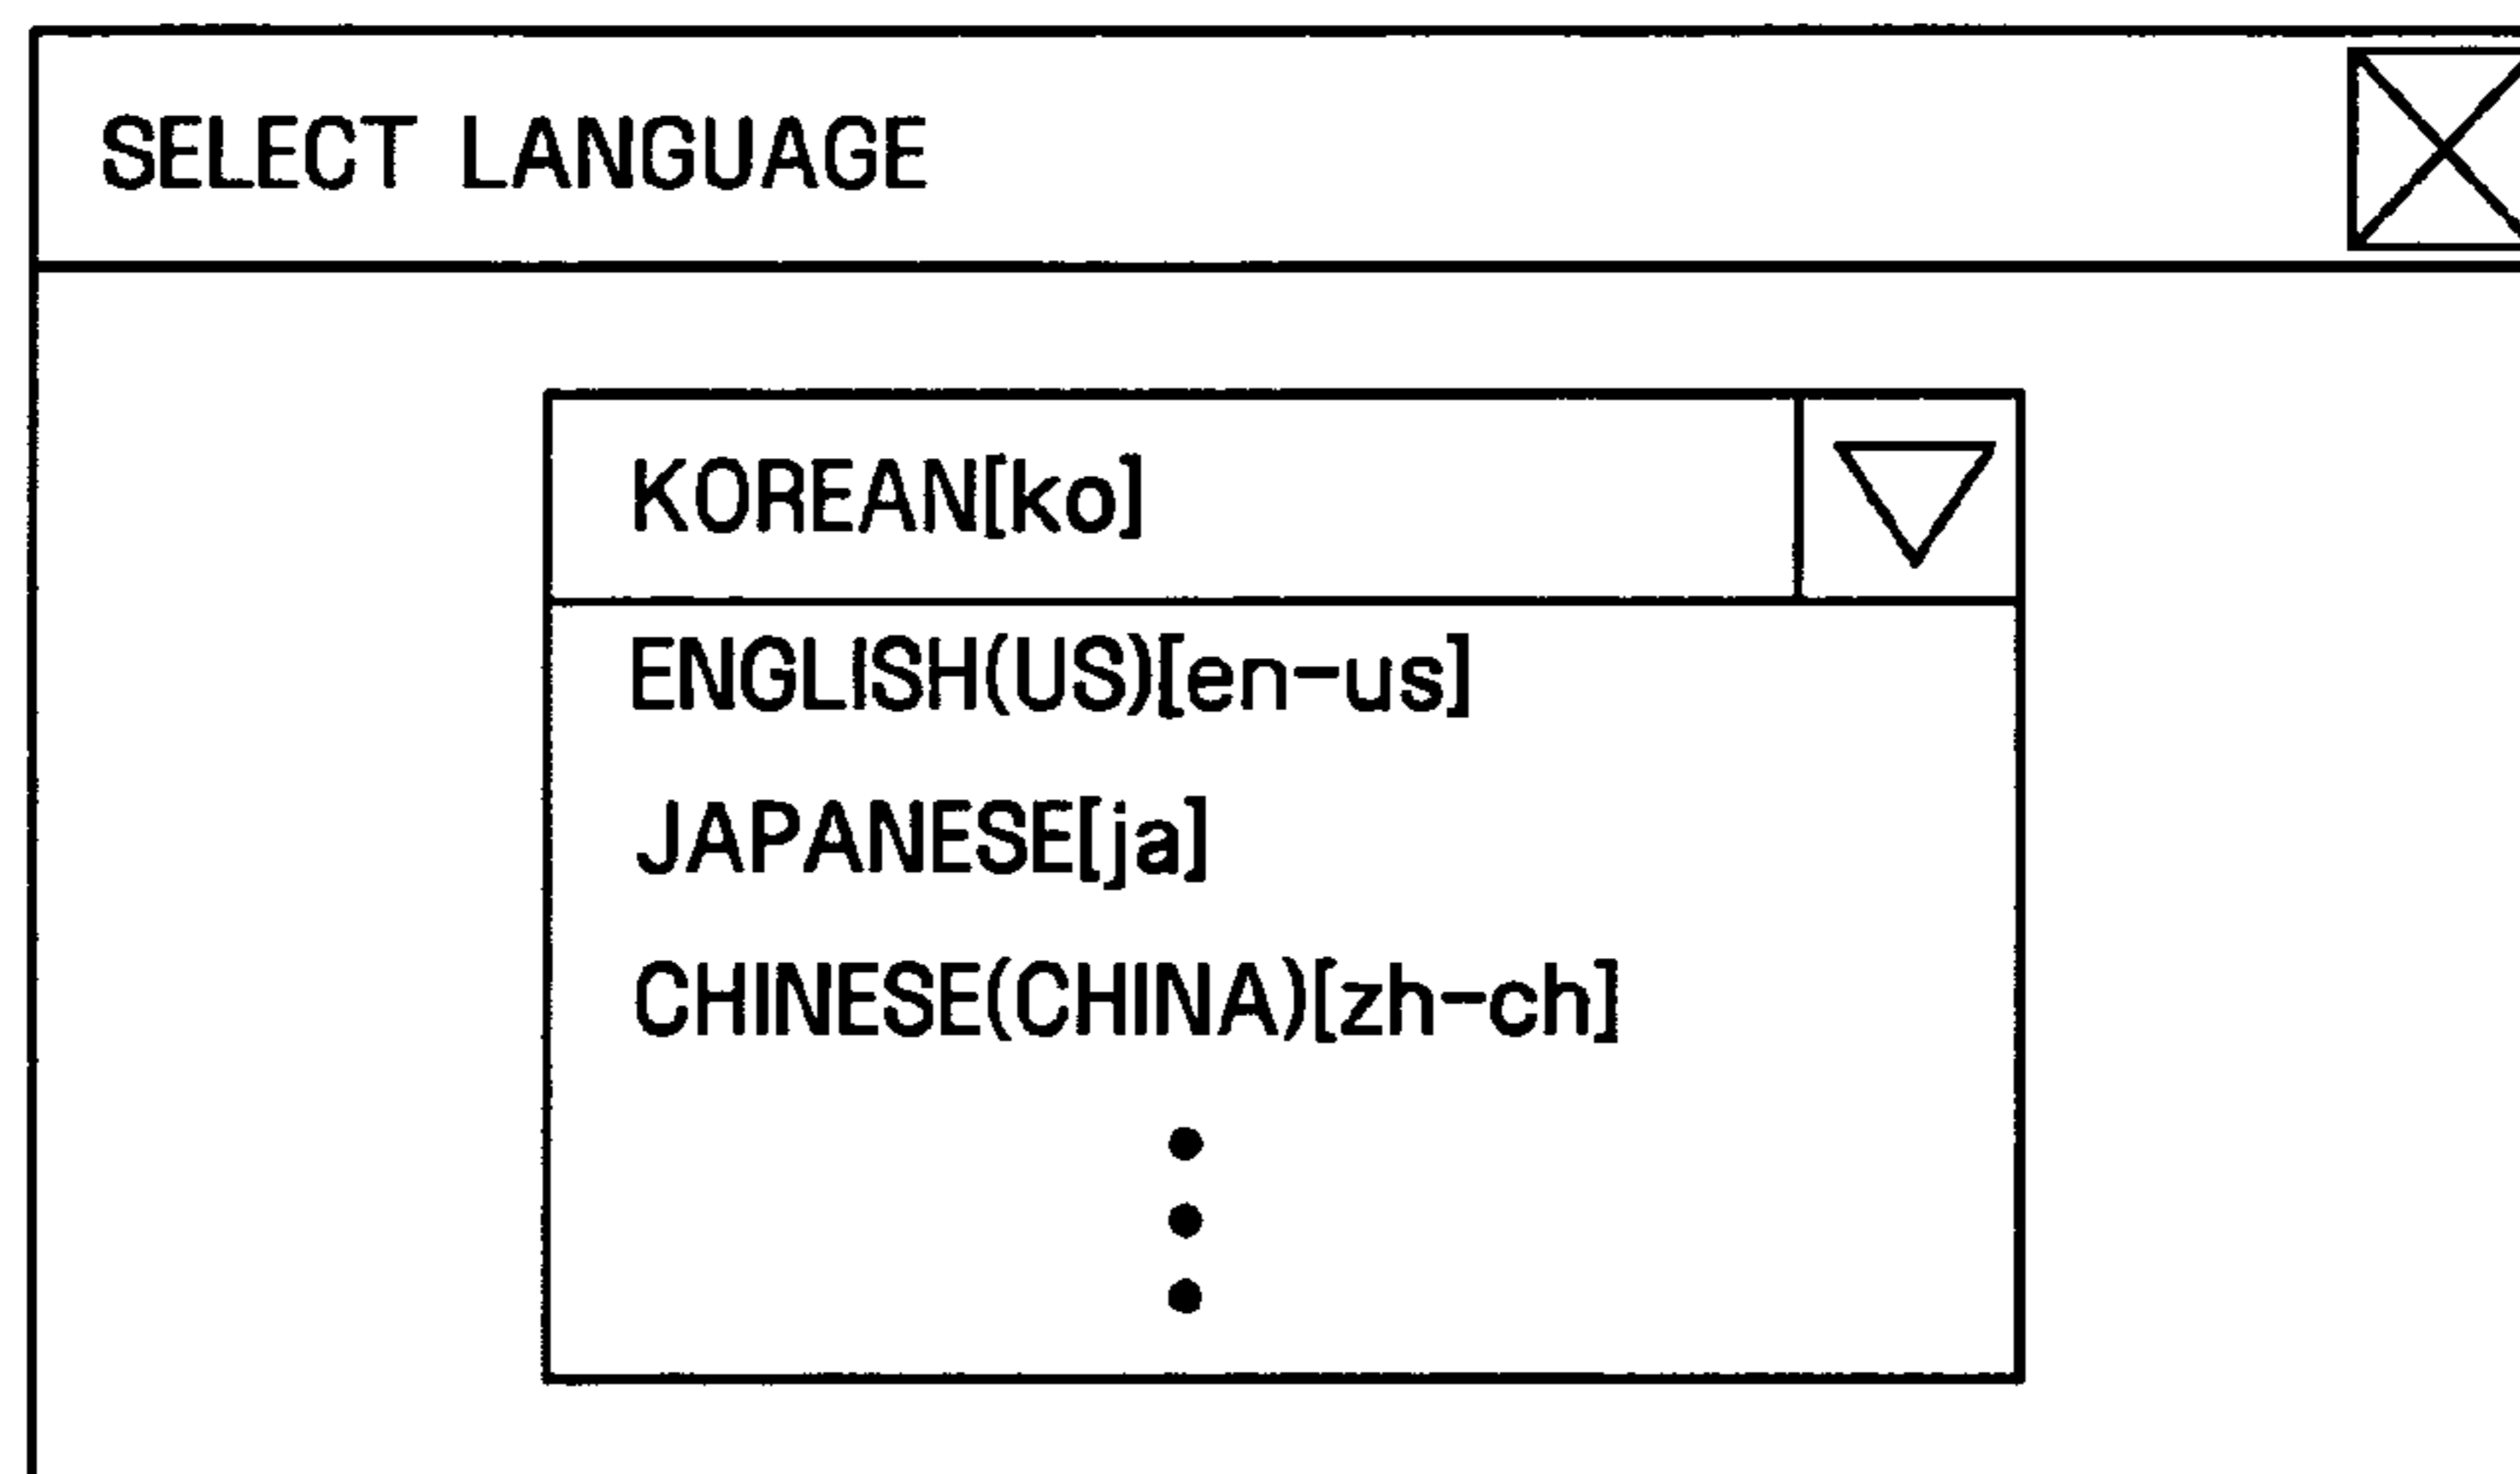 SELECT LANGUAGE
KOREAN[ko]
ENGLISH(US)[en-us]
JAPANESE[ja]
CHINESE(CHINA)[zh-ch]